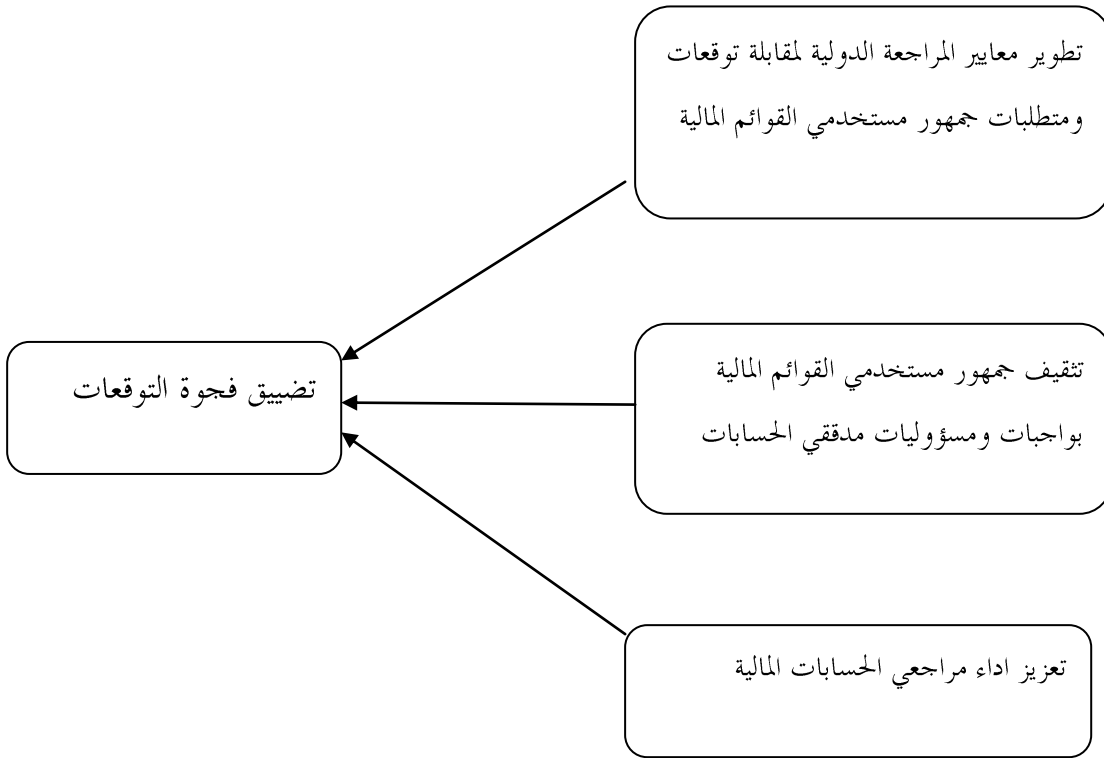 تطوير معايير المراجعة الدولية لمقابلة توقعات
ومتطلبات جمهور مستخدمي القوائم المالية
تثقيف جمهور مستخدمي القوائم المالية
بواجبات ومسؤوليات مدققي الحسابات
تضييق فجوة التوقعات
تعزيز اداء مراجعي الحسابات المالية